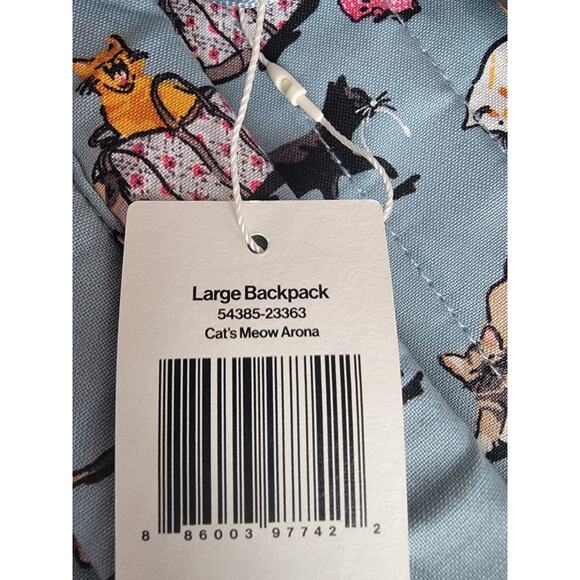 Large Backpack
54385-23363
Cat's Meow Arona
8 86003 97742 2